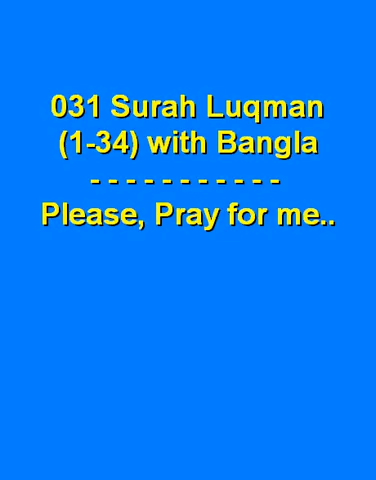 031 Surah Luqman
(1-34) with Bangla
- - - - - - - - - - -
Please, Pray for me..